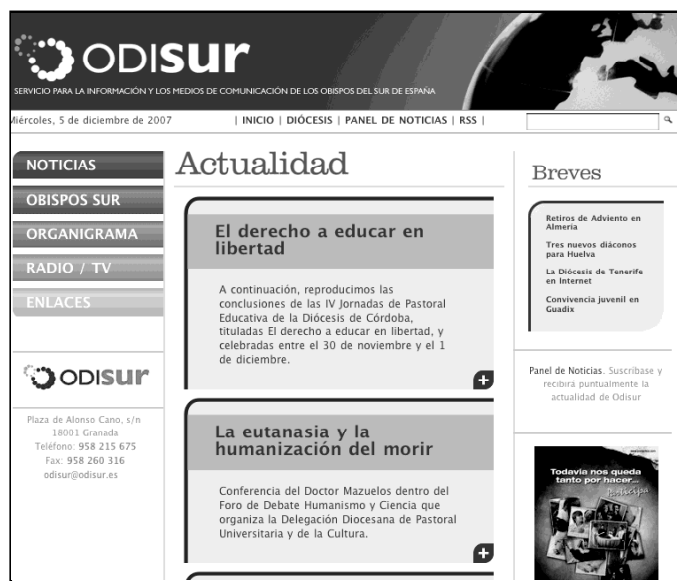 ODISUR
SERVICIO PARA LA INFORMACIÓN Y LOS MEDIOS DE COMUNICACIÓN DE LOS OBISPOS DEL SUR DE ESPAÑA
Miércoles, 5 de diciembre de 2007
| INICIO | DIÓCESIS | PANEL DE NOTICIAS | RSS |
NOTICIAS
OBISPOS SUR
ORGANIGRAMA
RADIO / TV
ENLACES
ODISUR
Plaza de Alonso Cano, s/n
18001 Granada
Teléfono: 958 215 675
Fax: 958 260 316
odisur@odisur.es
Actualidad
El derecho a educar en
libertad
A continuación, reproducimos las
conclusiones de las IV Jornadas de Pastoral
Educativa de la Diócesis de Córdoba,
tituladas El derecho a educar en libertad, y
celebradas entre el 30 de noviembre y el 1
de diciembre.
La eutanasia y la
humanización del morir
Conferencia del Doctor Mazuelos dentro del
Foro de Debate Humanismo y Ciencia que
organiza la Delegación Diocesana de Pastoral
Universitaria y de la Cultura.
Breves
Retiros de Adviento en
Almería
Tres nuevos diáconos
para Huelva
La Diócesis de Tenerife
en Internet
Convivencia juvenil en
Guadix
Panel de Noticias. Suscríbase y
recibirá puntualmente la
actualidad de Odisur
Todavía nos queda
tanto por hacer...
Participa